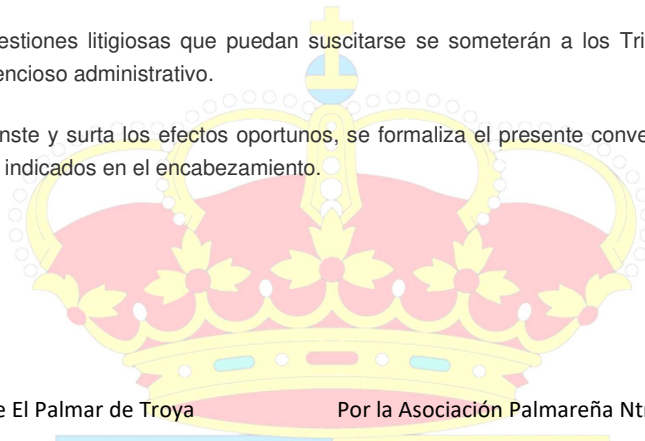 estiones litigiosas que puedan suscitarse se someterán a los Tri
encioso administrativo.
nste y surta los efectos oportunos, se formaliza el presente conve
indicados en el encabezamiento.
e El Palmar de Troya Por la Asociación Palmareña Ntr